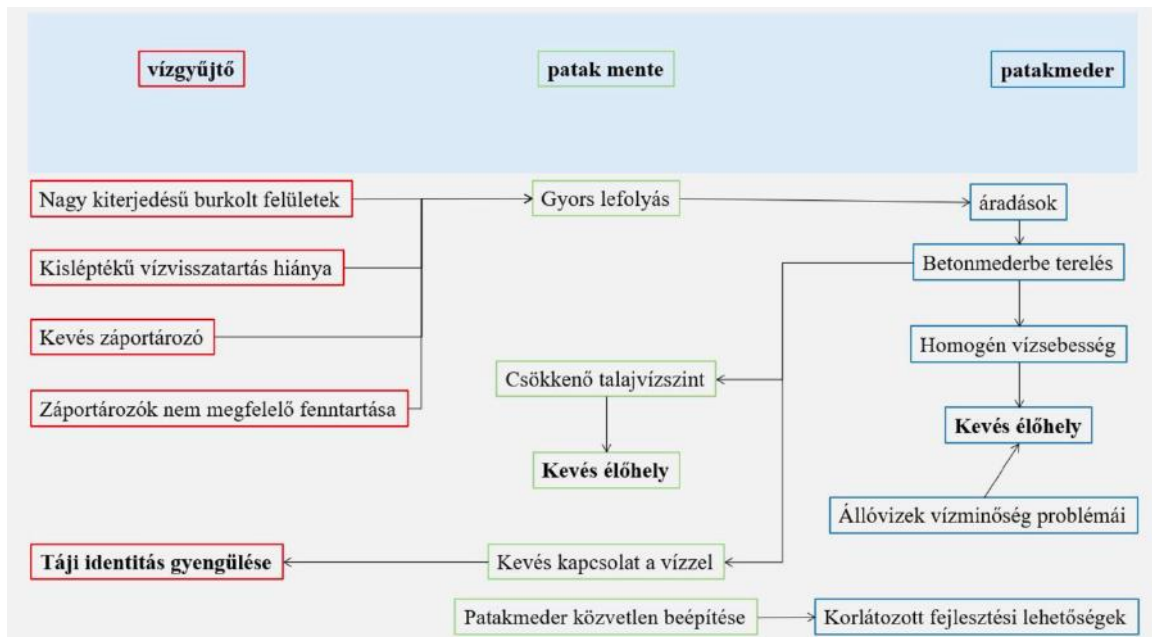 vízgyűjtő patak mente patakmeder
Nagy kiterjedésű burkolt felületek Gyors lefolyás áradások
Kisléptékű vízvisszatartás hiánya Betonmederbe terelés
Kevés záportározó Homogén vízsebesség
Csökkenő talajvízszint
Záportározók nem megfelelő fenntartása Kevés élőhely
Kevés élőhely
Állóvizek vízminőség problémái
Táji identitás gyengülése Kevés kapcsolat a vízzel
Patakmeder közvetlen beépítése Korlátozott fejlesztési lehetőségek